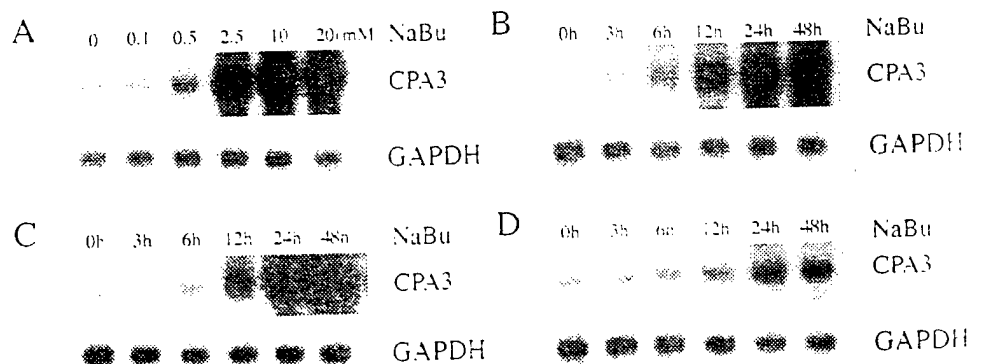 A 0 0.1 0.5 2.5 10 20(mM) NaBu
CPA3
GAPDH
B 0h 3h 6h 12h 24h 48h NaBu
CPA3
GAPDH
C 0h 3h 6h 12h 24h 48h NaBu
CPA3
GAPDH
D 0h 3h 6h 12h 24h 48h NaBu
CPA3
GAPDH